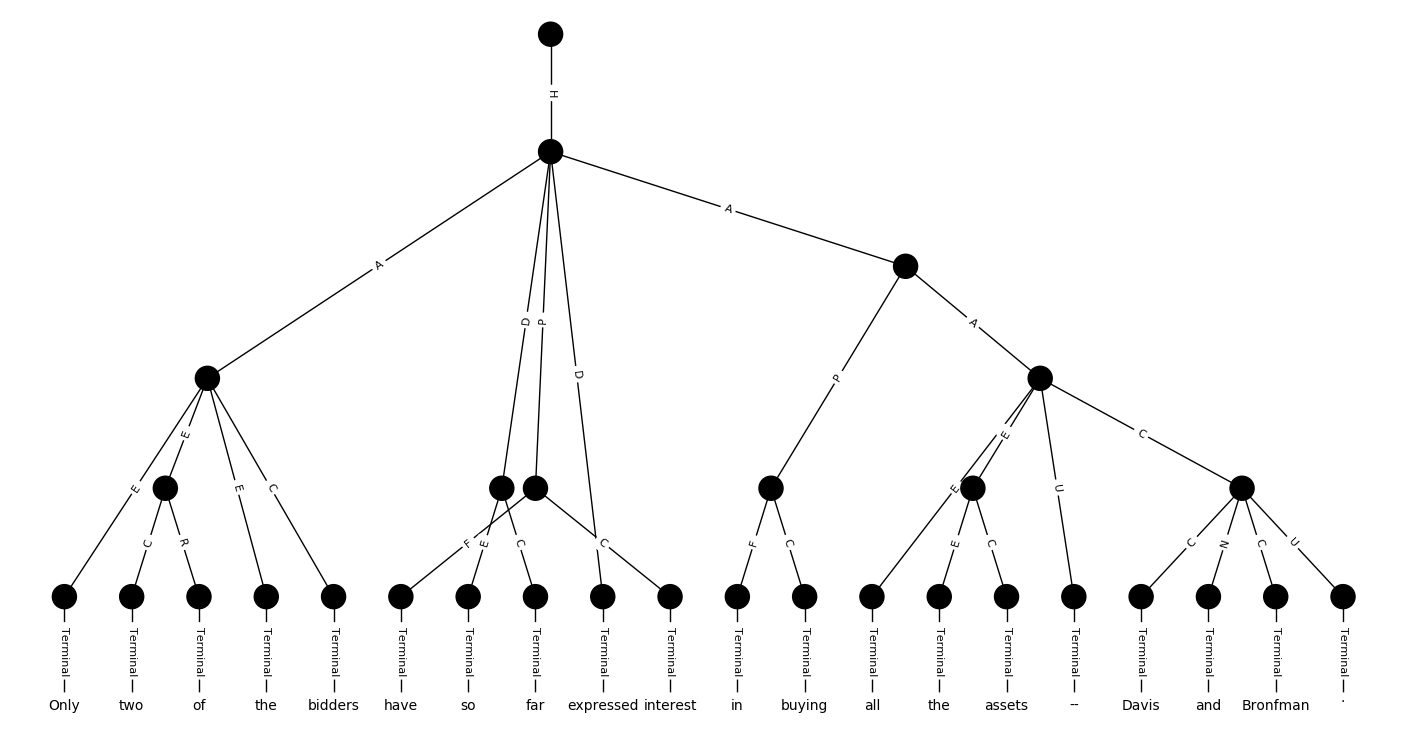 H
A
A
D P
A
D
P
E E C
E E E U C
E C
C R F E C C F C E C C N C U
Terminal Terminal Terminal Terminal Terminal Terminal Terminal Terminal Terminal Terminal Terminal Terminal Terminal Terminal Terminal Terminal Terminal Terminal Terminal Terminal
Only two of the bidders have so far expressed interest in buying all the assets -- Davis and Bronfman .